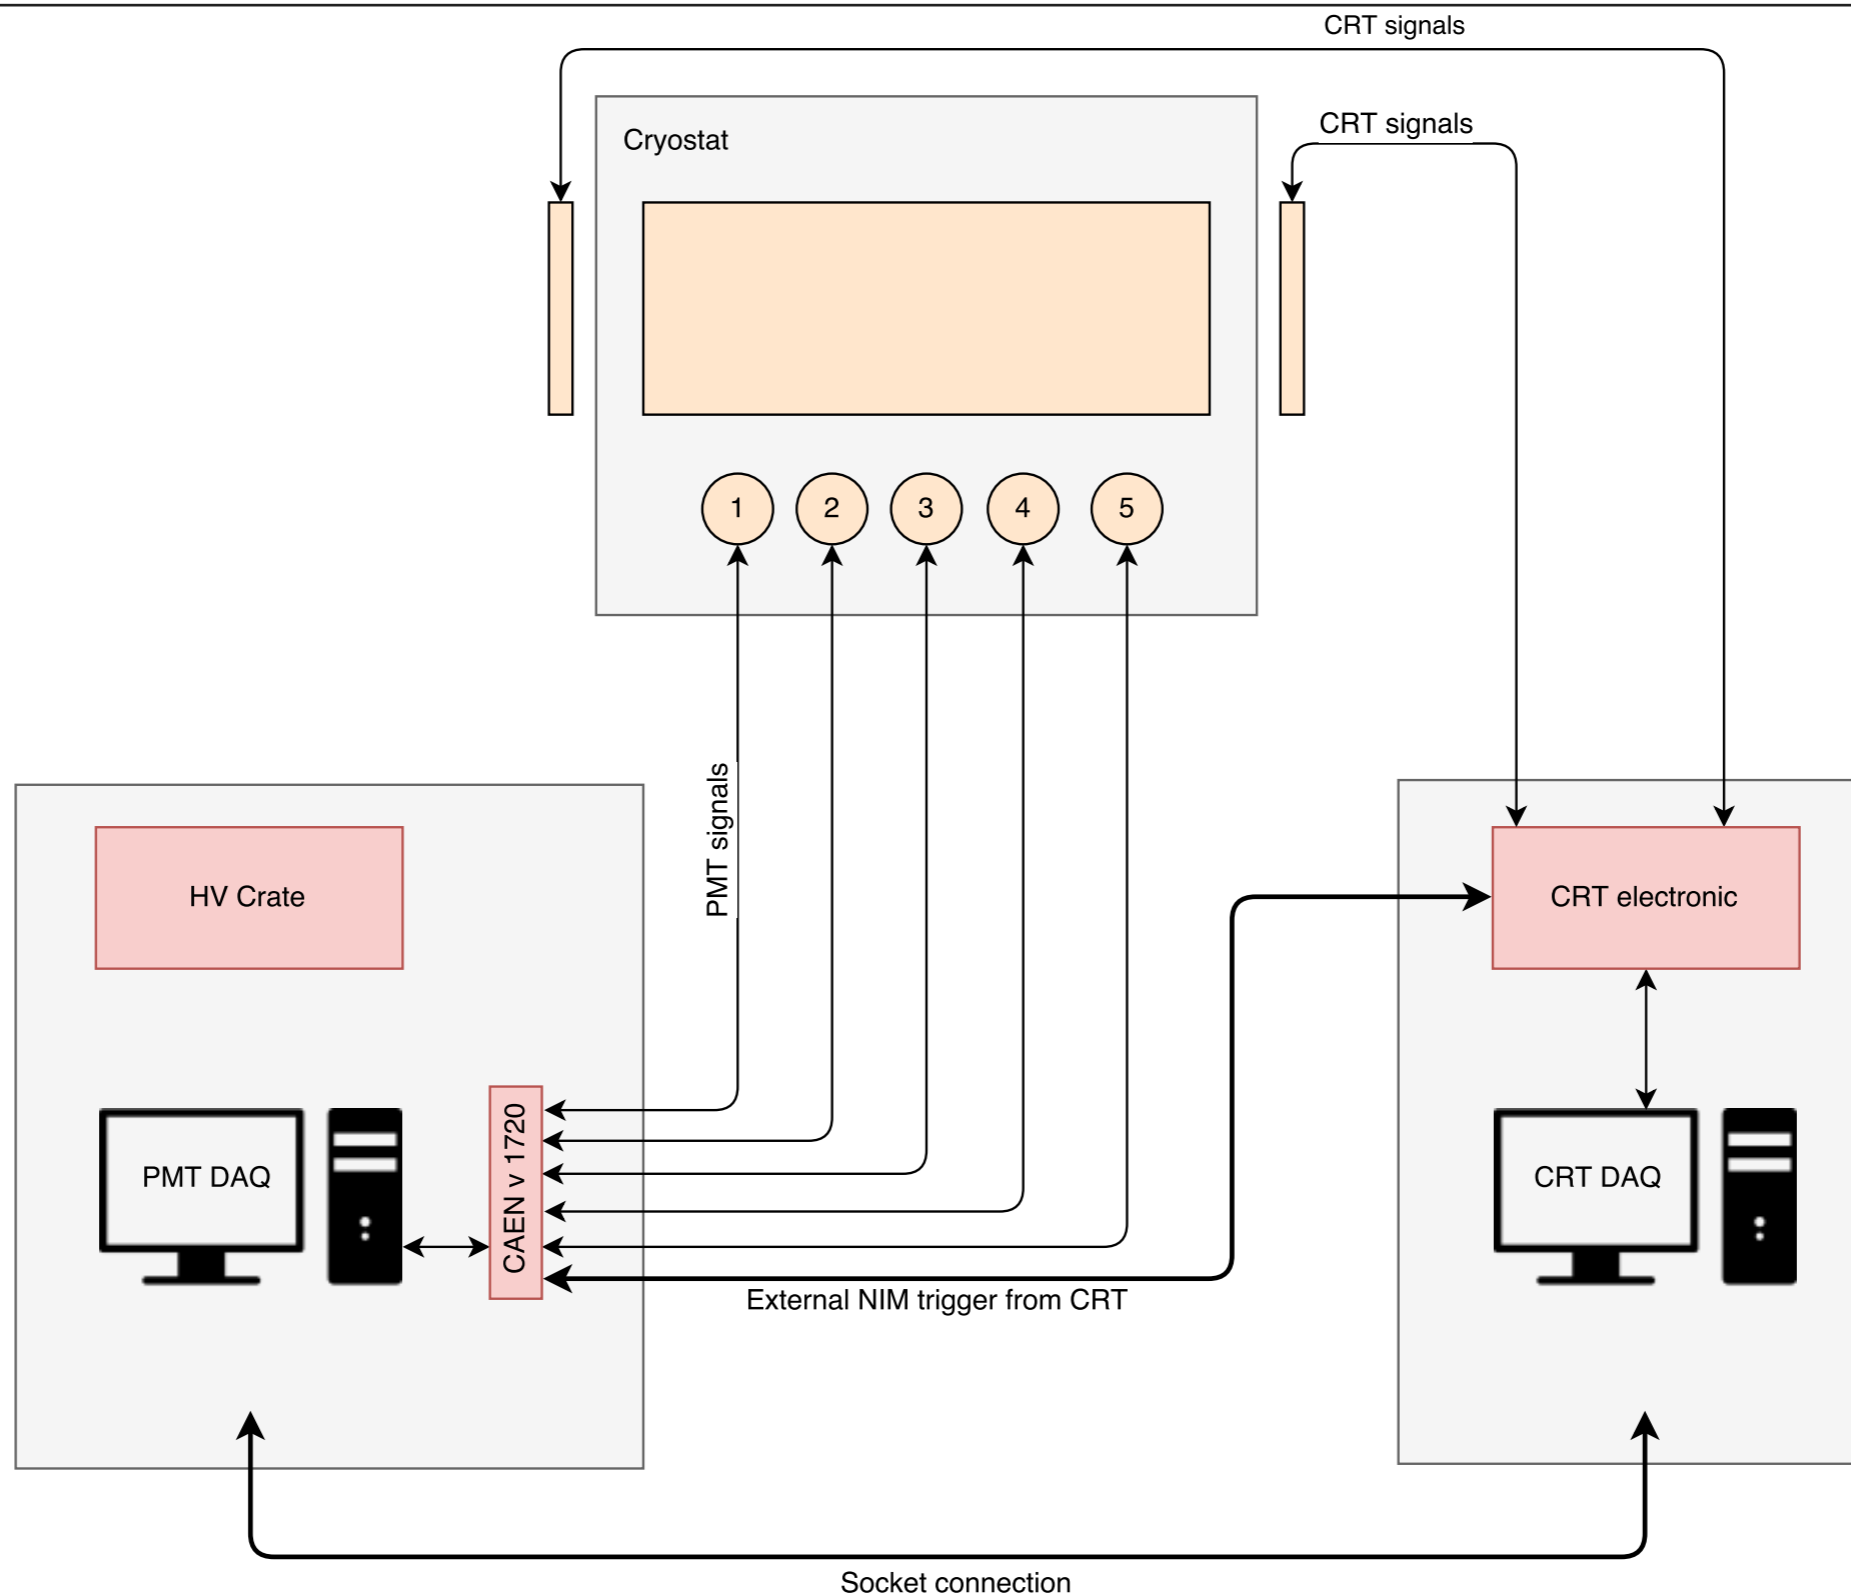 CRT signals
CRT signals
Cryostat
1 2 3 4 5
PMT signals
HV Crate
CRT electronic
CAEN v 1720
PMT DAQ
CRT DAQ
External NIM trigger from CRT
Socket connection